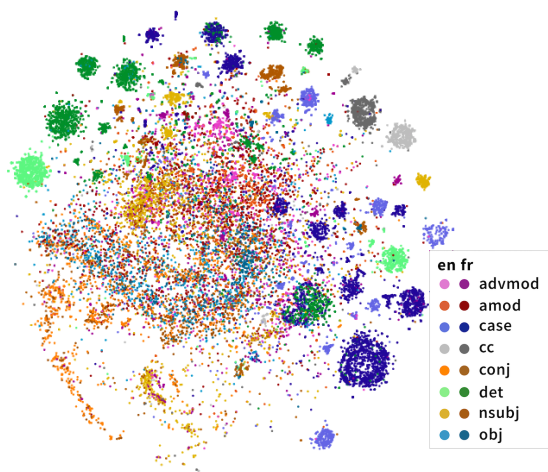 en fr
advmod
amod
case
cc
conj
det
nsubj
obj